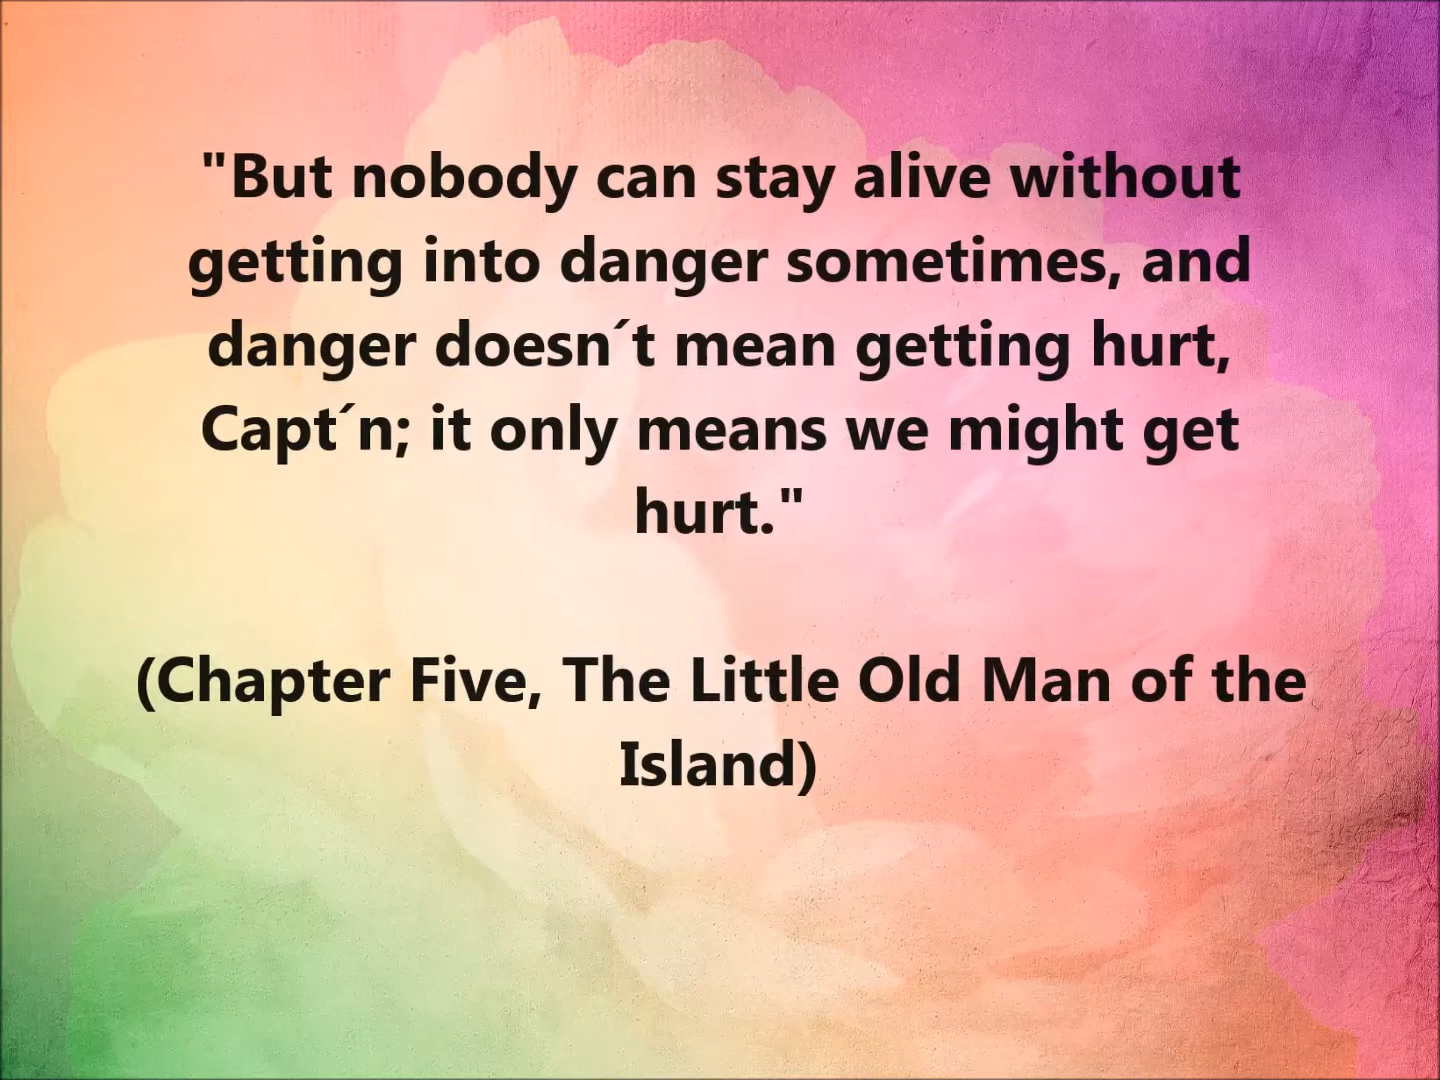 "But nobody can stay alive without
getting into danger sometimes, and
danger doesn´t mean getting hurt,
Capt´n; it only means we might get
hurt."
(Chapter Five, The Little Old Man of the
Island)